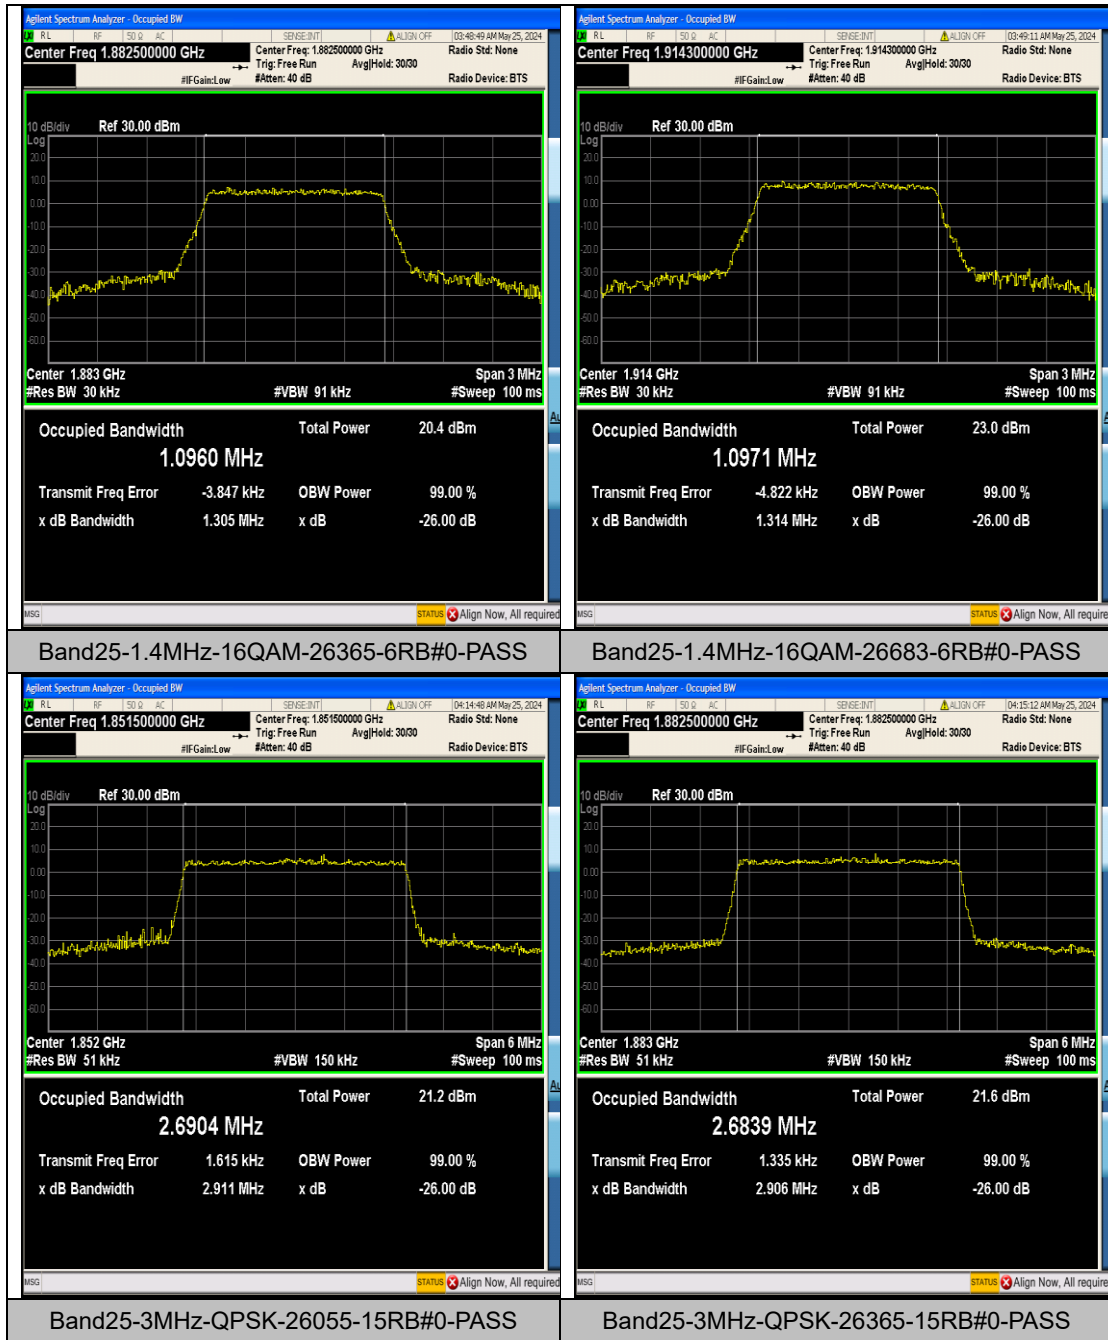 Agilent Spectrum Analyzer - Occupied BW
RL RF 50 Ω AC SENSE:INT ALIGN OFF 03:48:49 AM May 25, 2024
Center Freq 1.882500000 GHz
Center Freq: 1.882500000 GHz Radio Std: None
Trig: Free Run Avg|Hold: 30/30
#IFGain:Low #Atten: 40 dB Radio Device: BTS
10 dB/div Ref 30.00 dBm
Log
20.0
10.0
0.00
-10.0
-20.0
-30.0
-40.0
-50.0
-60.0
Center 1.883 GHz Span 3 MHz
#Res BW 30 kHz #VBW 91 kHz #Sweep 100 ms
Occupied Bandwidth Total Power 20.4 dBm
1.0960 MHz
Transmit Freq Error -3.847 kHz OBW Power 99.00 %
x dB Bandwidth 1.305 MHz x dB -26.00 dB
MSG STATUS Align Now, All required
Band25-1.4MHz-16QAM-26365-6RB#0-PASS
Agilent Spectrum Analyzer - Occupied BW
RL RF 50 Ω AC SENSE:INT ALIGN OFF 03:49:11 AM May 25, 2024
Center Freq 1.914300000 GHz
Center Freq: 1.914300000 GHz Radio Std: None
Trig: Free Run Avg|Hold: 30/30
#IFGain:Low #Atten: 40 dB Radio Device: BTS
10 dB/div Ref 30.00 dBm
Log
20.0
10.0
0.00
-10.0
-20.0
-30.0
-40.0
-50.0
-60.0
Center 1.914 GHz Span 3 MHz
#Res BW 30 kHz #VBW 91 kHz #Sweep 100 ms
Occupied Bandwidth Total Power 23.0 dBm
1.0971 MHz
Transmit Freq Error -4.822 kHz OBW Power 99.00 %
x dB Bandwidth 1.314 MHz x dB -26.00 dB
MSG STATUS Align Now, All require
Band25-1.4MHz-16QAM-26683-6RB#0-PASS
Agilent Spectrum Analyzer - Occupied BW
RL RF 50 Ω AC SENSE:INT ALIGN OFF 04:14:48 AM May 25, 2024
Center Freq 1.851500000 GHz
Center Freq: 1.851500000 GHz Radio Std: None
Trig: Free Run Avg|Hold: 30/30
#IFGain:Low #Atten: 40 dB Radio Device: BTS
10 dB/div Ref 30.00 dBm
Log
20.0
10.0
0.00
-10.0
-20.0
-30.0
-40.0
-50.0
-60.0
Center 1.852 GHz Span 6 MHz
#Res BW 51 kHz #VBW 150 kHz #Sweep 100 ms
Occupied Bandwidth Total Power 21.2 dBm
2.6904 MHz
Transmit Freq Error 1.615 kHz OBW Power 99.00 %
x dB Bandwidth 2.911 MHz x dB -26.00 dB
MSG STATUS Align Now, All required
Band25-3MHz-QPSK-26055-15RB#0-PASS
Agilent Spectrum Analyzer - Occupied BW
RL RF 50 Ω AC SENSE:INT ALIGN OFF 04:15:12 AM May 25, 2024
Center Freq 1.882500000 GHz
Center Freq: 1.882500000 GHz Radio Std: None
Trig: Free Run Avg|Hold: 30/30
#IFGain:Low #Atten: 40 dB Radio Device: BTS
10 dB/div Ref 30.00 dBm
Log
20.0
10.0
0.00
-10.0
-20.0
-30.0
-40.0
-50.0
-60.0
Center 1.883 GHz Span 6 MHz
#Res BW 51 kHz #VBW 150 kHz #Sweep 100 ms
Occupied Bandwidth Total Power 21.6 dBm
2.6839 MHz
Transmit Freq Error 1.335 kHz OBW Power 99.00 %
x dB Bandwidth 2.906 MHz x dB -26.00 dB
MSG STATUS Align Now, All require
Band25-3MHz-QPSK-26365-15RB#0-PASS